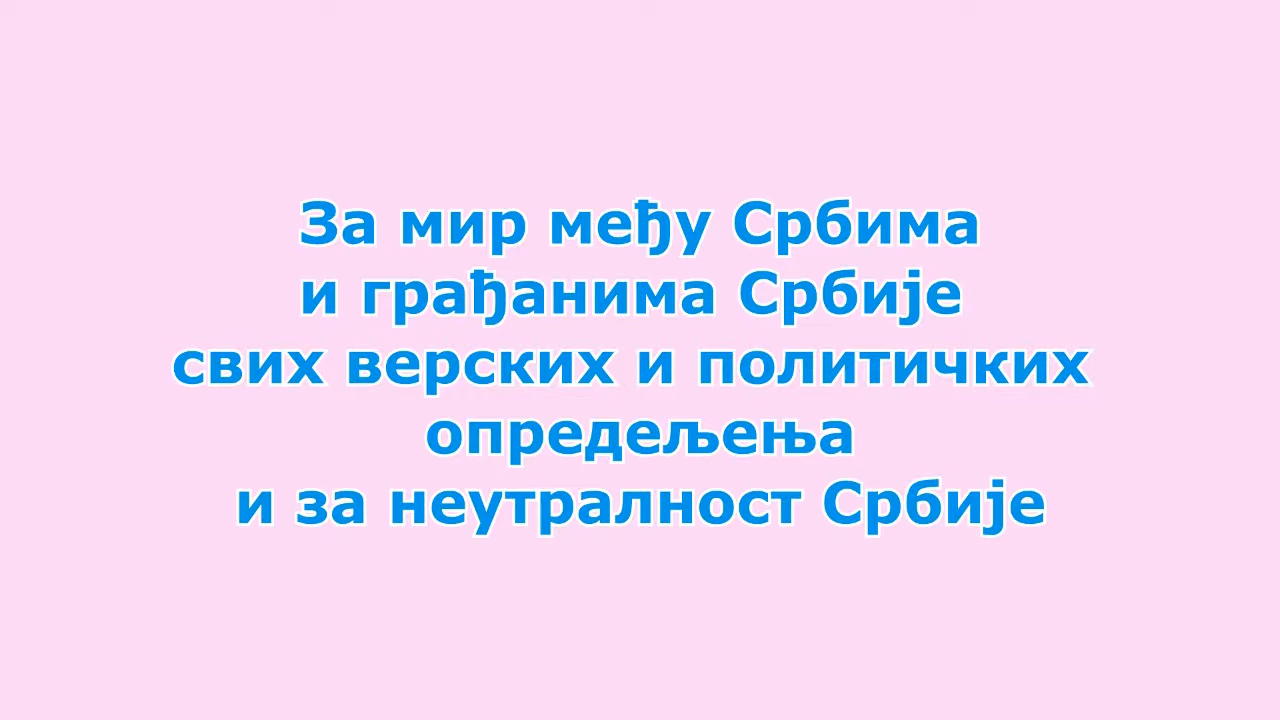 За мир међу Србима
и грађанима Србије
свих верских и политичких
опредељења
и за неутралност Србије